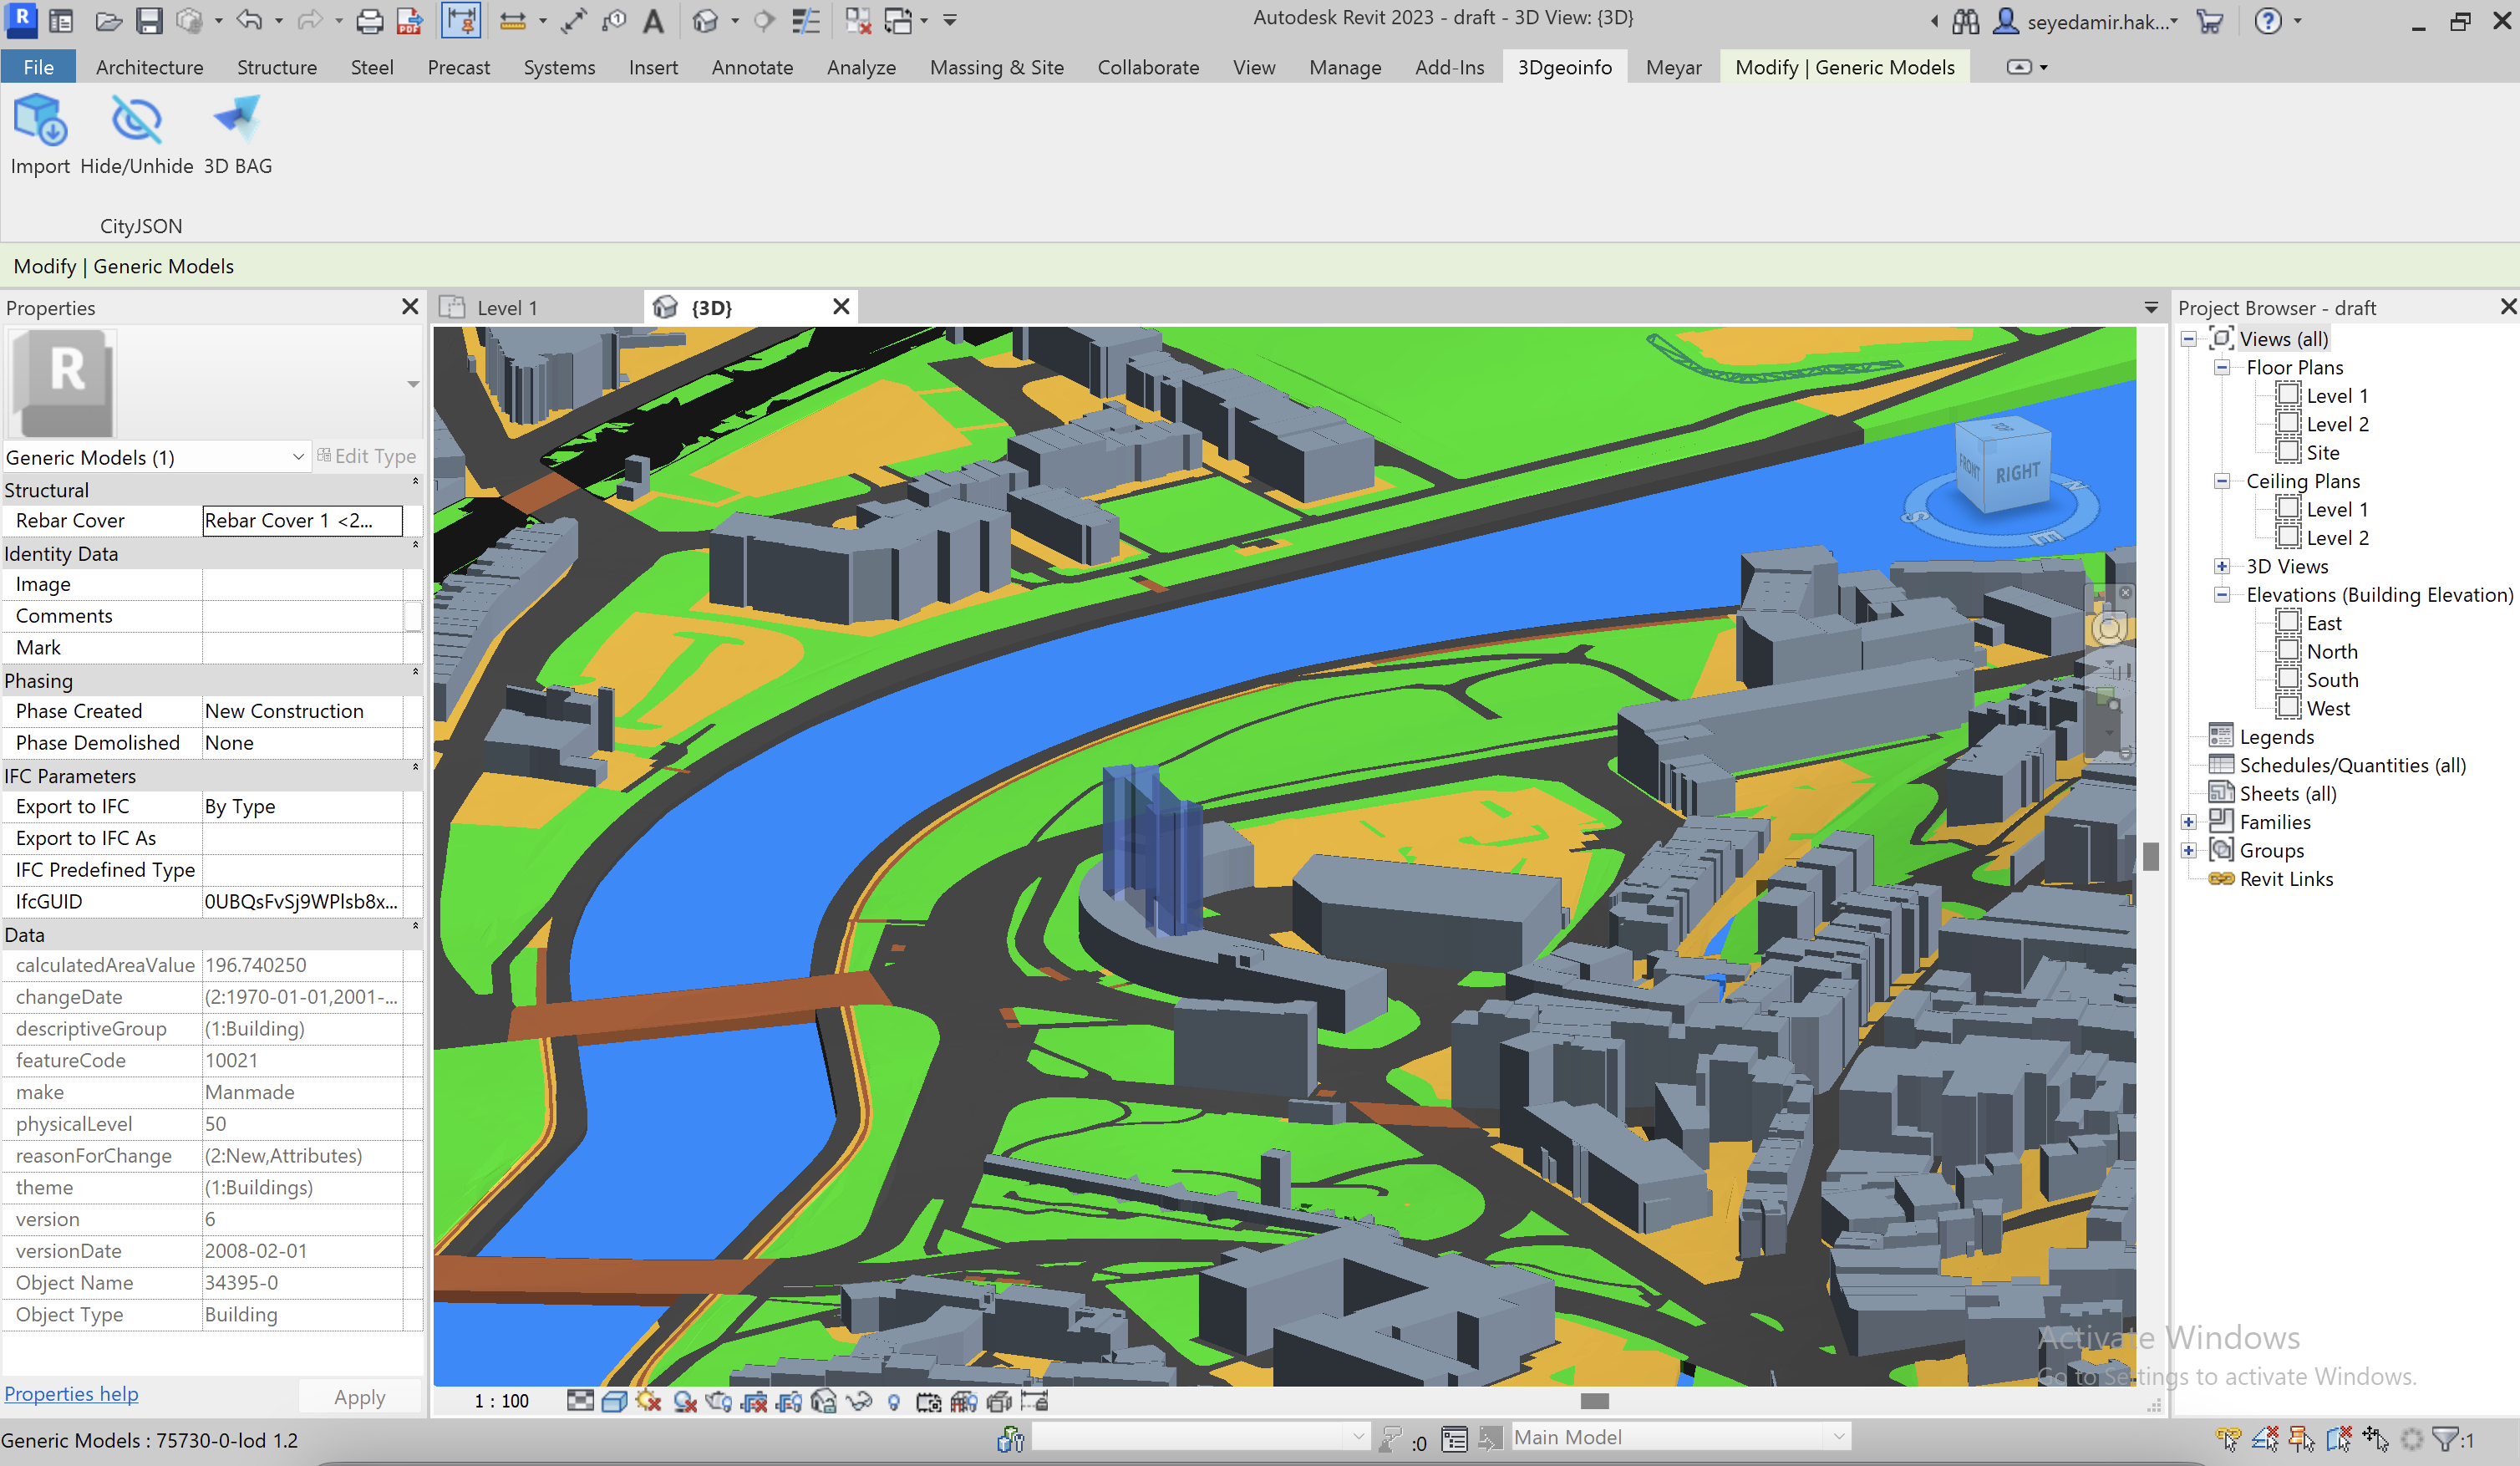 Autodesk Revit 2023 - draft - 3D View: {3D}
seyedamir.hak...
File Architecture Structure Steel Precast Systems Insert Annotate Analyze Massing & Site Collaborate View Manage Add-Ins 3Dgeoinfo Meyar Modify | Generic Models
Import Hide/Unhide 3D BAG
CityJSON
Modify | Generic Models
Properties
Level 1
{3D}
Project Browser - draft
R
Generic Models (1)
Edit Type
Structural
Rebar Cover Rebar Cover 1 <2...
Identity Data
Image
Comments
Mark
Phasing
Phase Created New Construction
Phase Demolished None
IFC Parameters
Export to IFC By Type
Export to IFC As
IFC Predefined Type
IfcGUID 0UBQsFvSj9WPlsb8x...
Data
calculatedAreaValue 196.740250
changeDate (2:1970-01-01,2001-...
descriptiveGroup (1:Building)
featureCode 10021
make Manmade
physicalLevel 50
reasonForChange (2:New,Attributes)
theme (1:Buildings)
version 6
versionDate 2008-02-01
Object Name 34395-0
Object Type Building
Properties help
Apply
TOP
FRONT
RIGHT
S
E
N
Views (all)
Floor Plans
Level 1
Level 2
Site
Ceiling Plans
Level 1
Level 2
3D Views
Elevations (Building Elevation)
East
North
South
West
Legends
Schedules/Quantities (all)
Sheets (all)
Families
Groups
Revit Links
Activate Windows
Go to Settings to activate Windows.
1 : 100
Generic Models : 75730-0-lod 1.2
:0
Main Model
:1